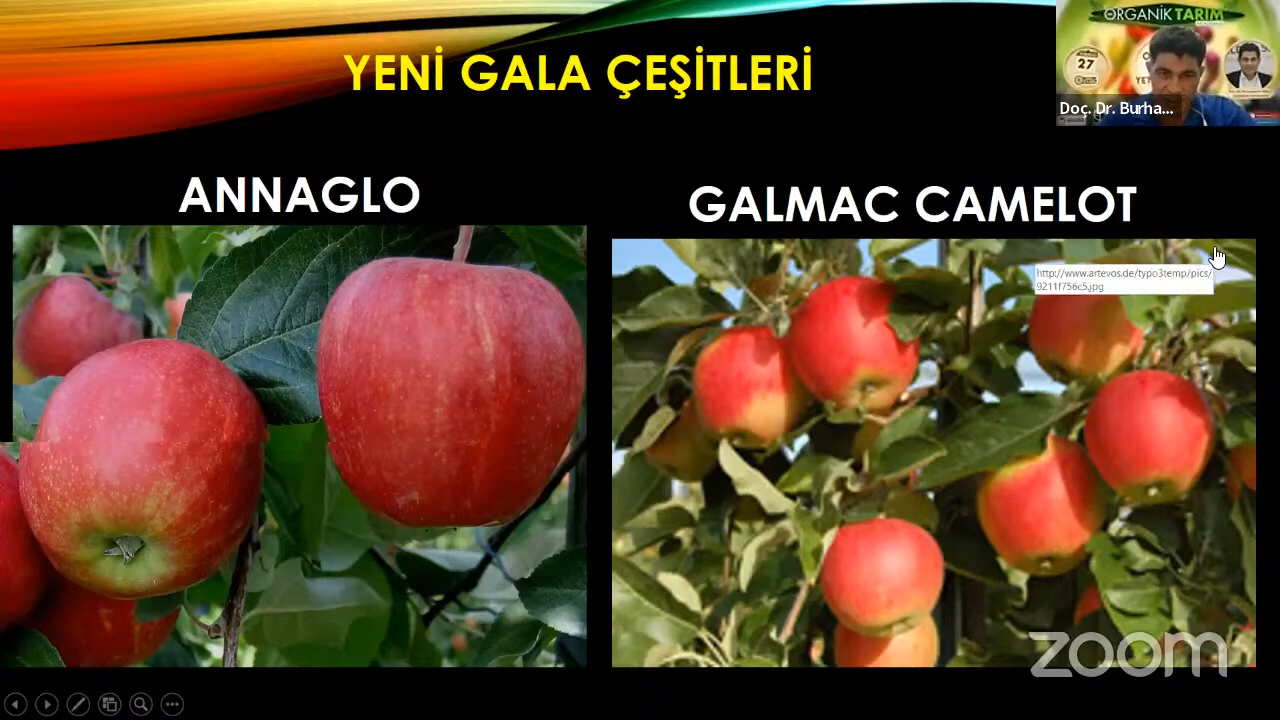 YENİ GALA ÇEŞİTLERİ
ORGANİK TARIM
27
Doç. Dr. Burha...
ANNAGLO
GALMAC CAMELOT
http://www.artevos.de/typo3temp/pics/
9211f756c5.jpg
zoom